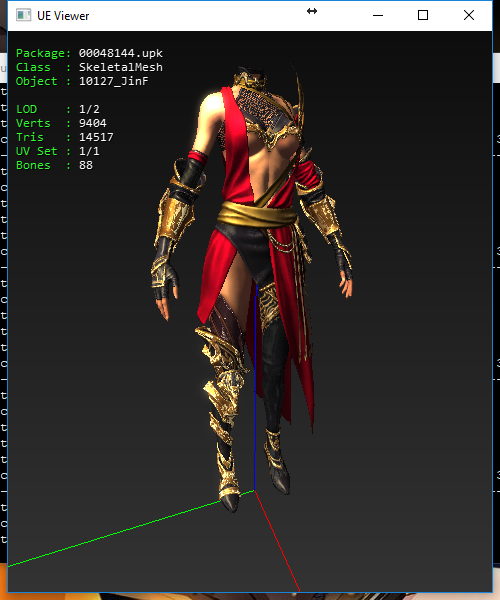 UE Viewer
Package: 00048144.upk
Class : SkeletalMesh
Object : 10127_JinF
LOD : 1/2
Verts : 9404
Tris : 14517
UV Set : 1/1
Bones : 88